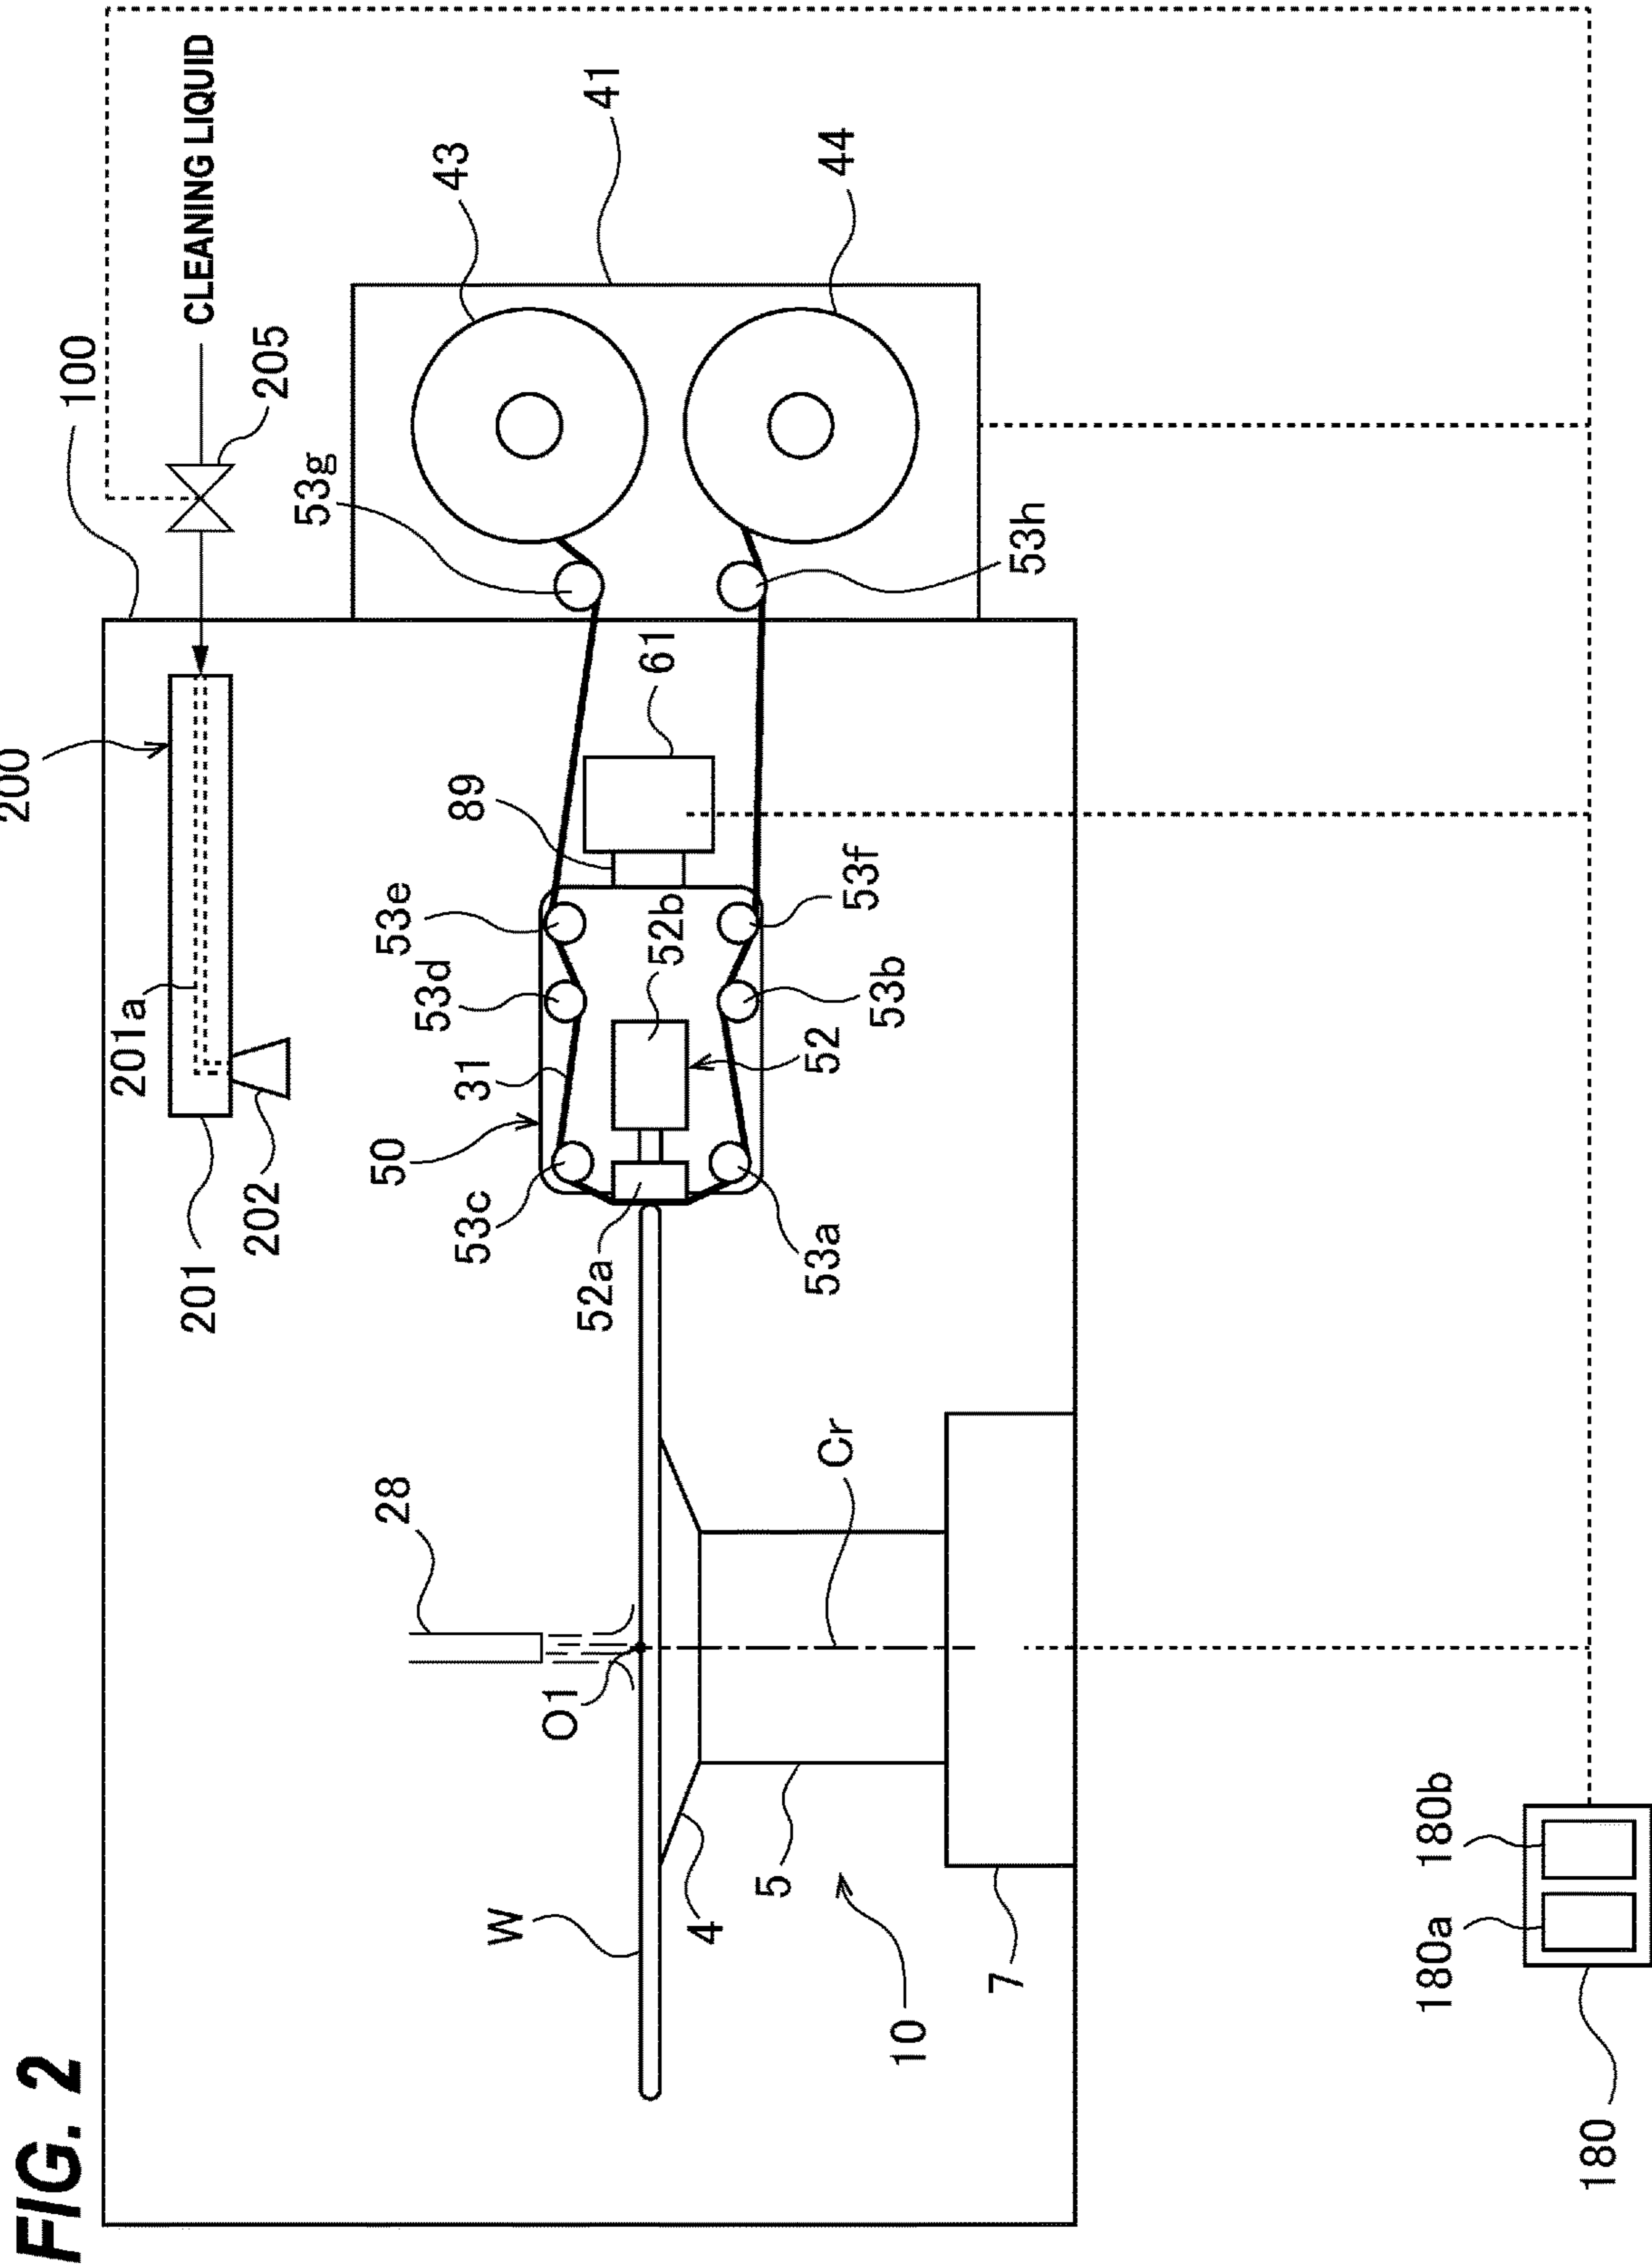 FIG. 2
200
100
CLEANING LIQUID
201a
205
201
202
43
41
44
53g
53h
61
89
53e
53d
31
50
53c
52b
53f
53b
52
52a
53a
28
O1
W
Cr
4
5
10
7
180a
180b
180